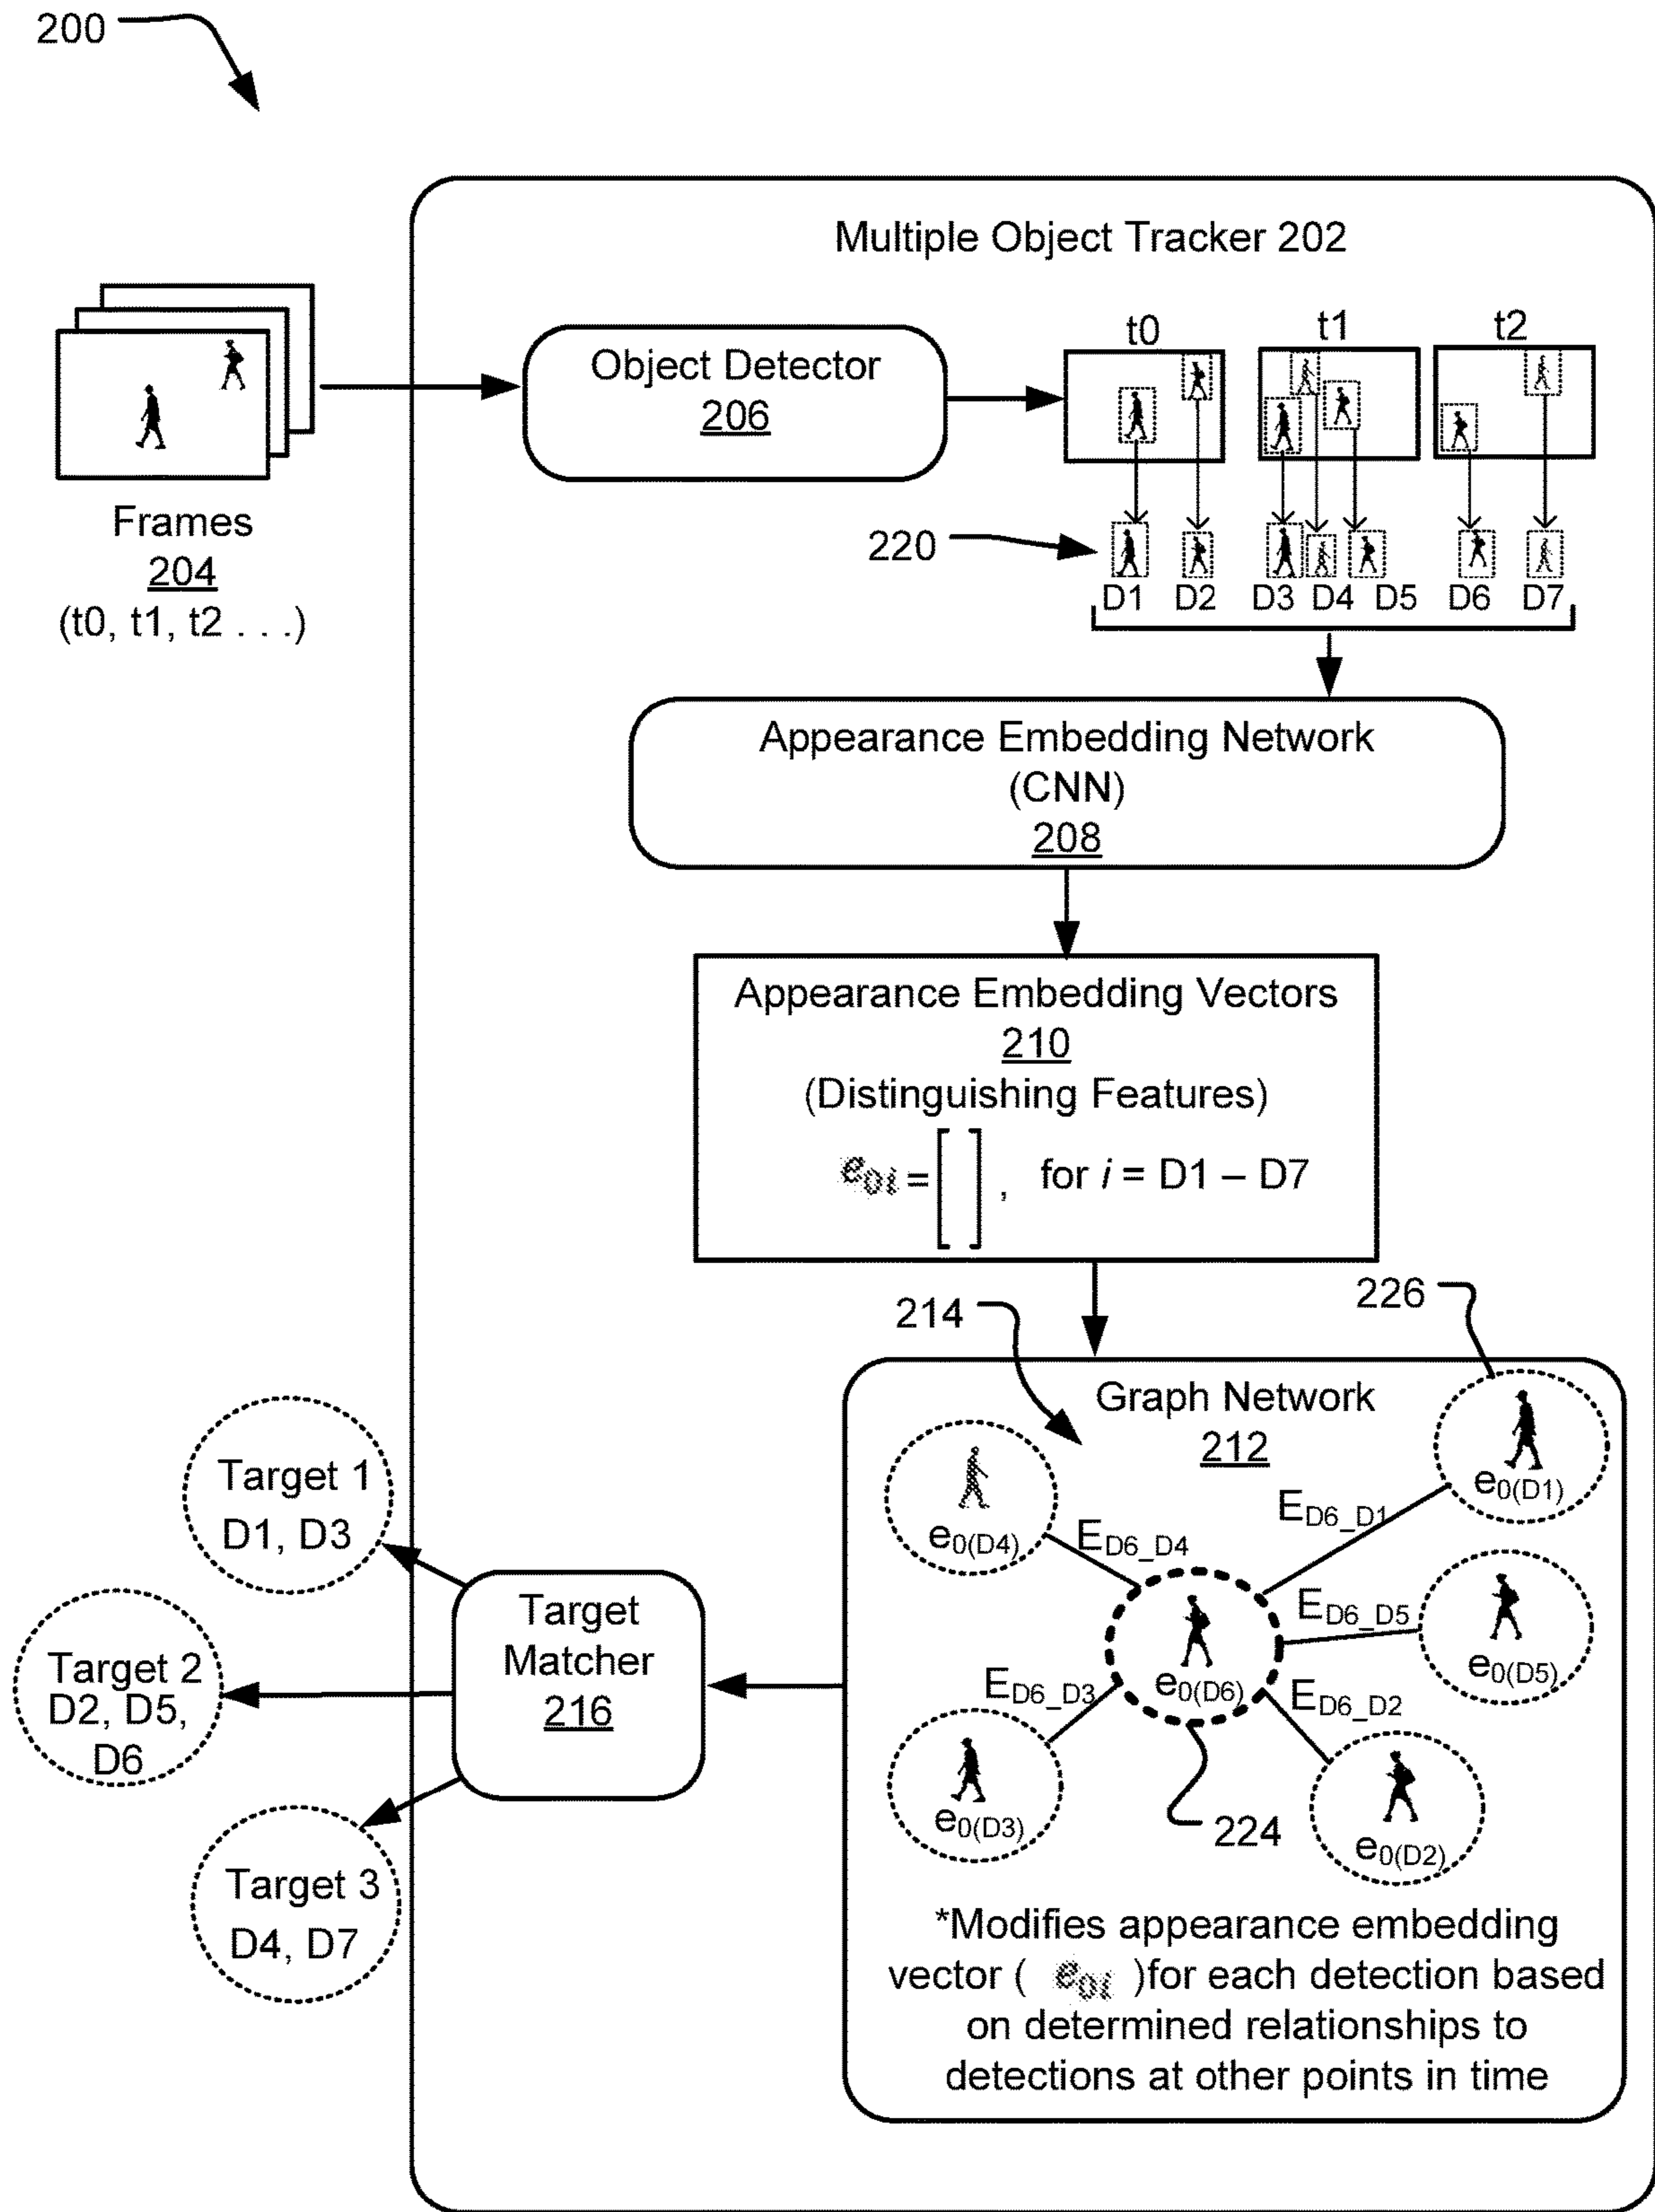 200
Multiple Object Tracker 202
t0 t1 t2
Object Detector
206
Frames
204
(t0, t1, t2 . . .)
220
D1 D2 D3 D4 D5 D6 D7
Appearance Embedding Network
(CNN)
208
Appearance Embedding Vectors
210
(Distinguishing Features)
e0i = [ ] , for i = D1 – D7
214
226
Graph Network
212
e0(D1)
e0(D4)
ED6_D1
ED6_D4
ED6_D5
e0(D5)
e0(D6)
ED6_D3
ED6_D2
e0(D3)
224
e0(D2)
*Modifies appearance embedding
vector ( e0i )for each detection based
on determined relationships to
detections at other points in time
Target
Matcher
216
Target 1
D1, D3
Target 2
D2, D5,
D6
Target 3
D4, D7